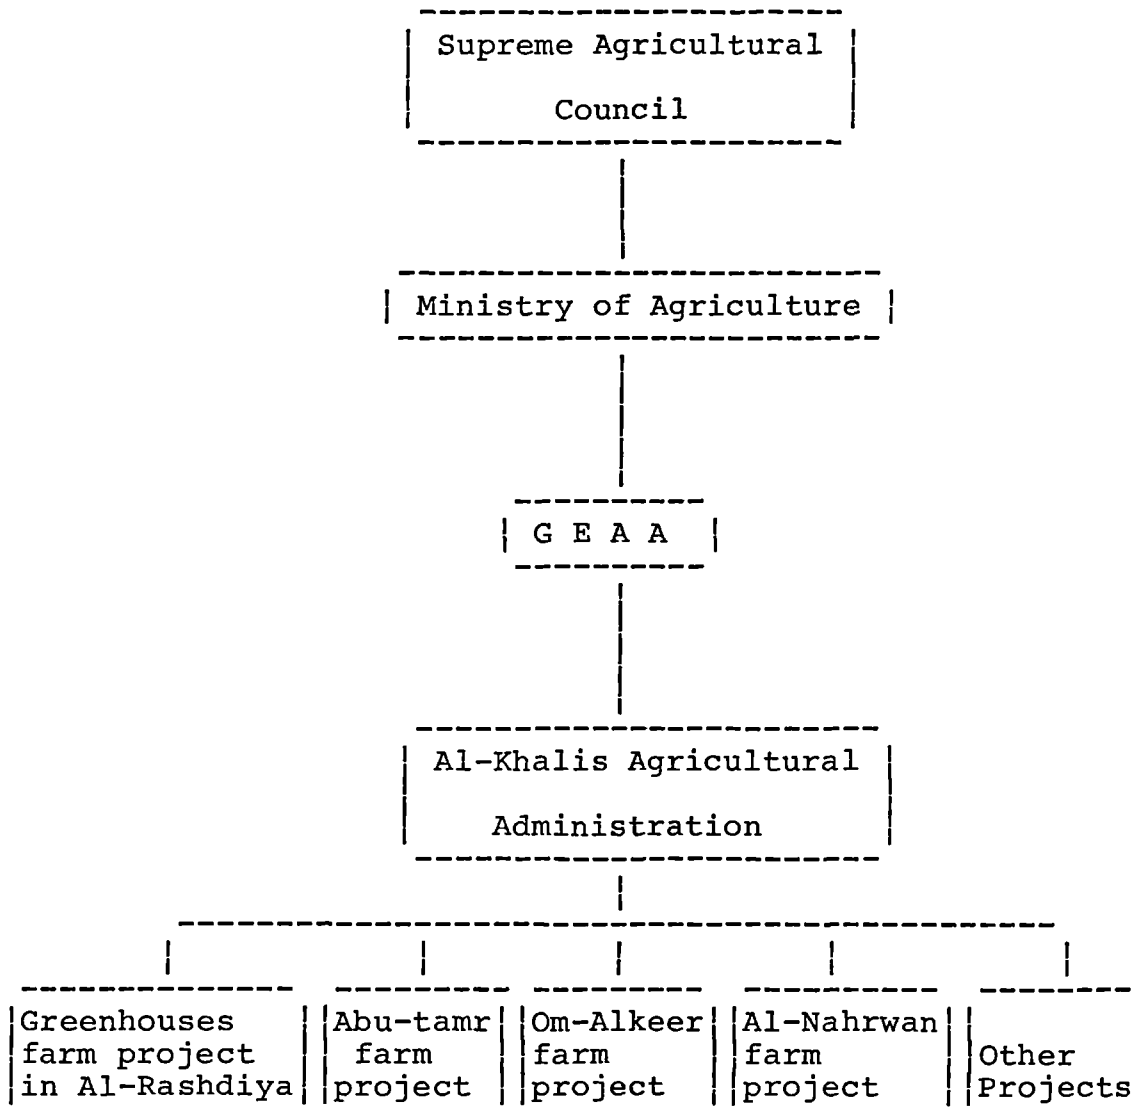 Supreme Agricultural
Council
Ministry of Agriculture
G E A A
Al-Khalis Agricultural
Administration
Greenhouses
farm project
in Al-Rashdiya
Abu-tamr
farm
project
Om-Alkeer
farm
project
Al-Nahrwan
farm
project
Other
Projects